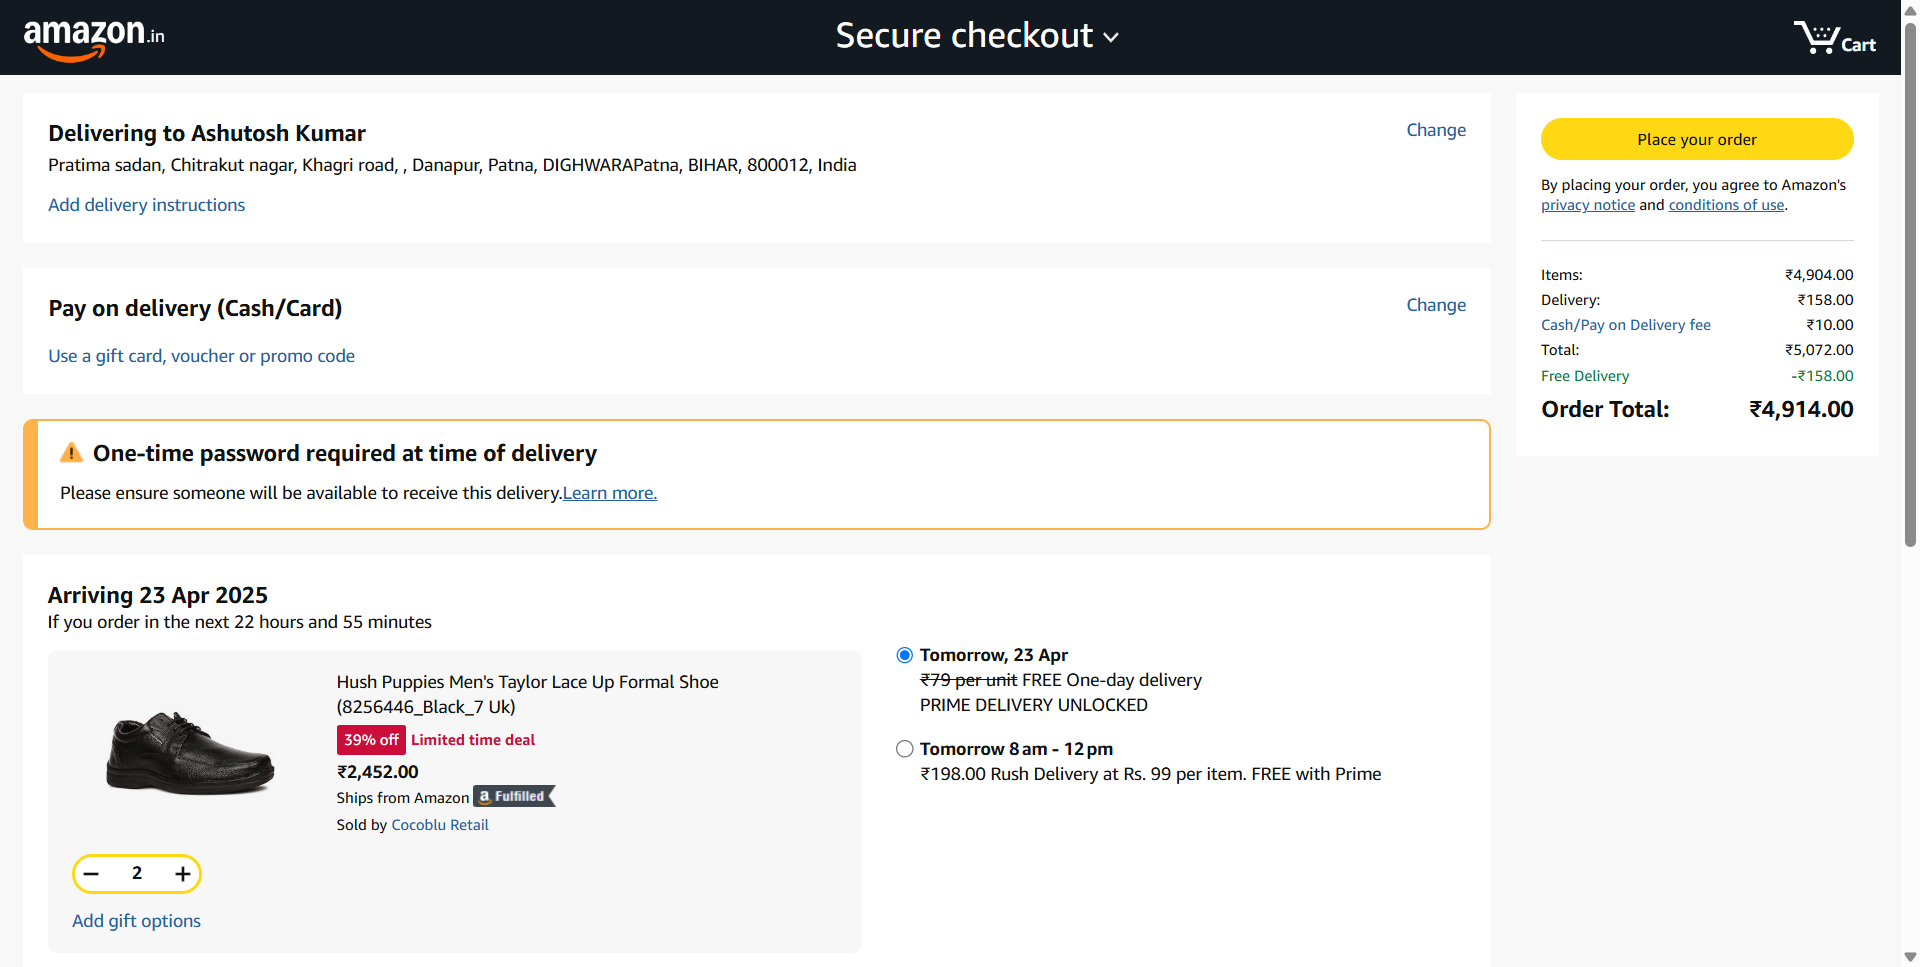 amazon.in
Secure checkout
Cart
Delivering to Ashutosh Kumar
Change
Pratima sadan, Chitrakut nagar, Khagri road, , Danapur, Patna, DIGHWARAPatna, BIHAR, 800012, India
Add delivery instructions
Pay on delivery (Cash/Card)
Change
Use a gift card, voucher or promo code
One-time password required at time of delivery
Please ensure someone will be available to receive this delivery.Learn more.
Arriving 23 Apr 2025
If you order in the next 22 hours and 55 minutes
Hush Puppies Men's Taylor Lace Up Formal Shoe
(8256446_Black_7 Uk)
39% off Limited time deal
₹2,452.00
Ships from Amazon a Fulfilled
Sold by Cocoblu Retail
2
Add gift options
Tomorrow, 23 Apr
₹79 per unit FREE One-day delivery
PRIME DELIVERY UNLOCKED
Tomorrow 8 am - 12 pm
₹198.00 Rush Delivery at Rs. 99 per item. FREE with Prime
Place your order
By placing your order, you agree to Amazon's
privacy notice and conditions of use.
Items: ₹4,904.00
Delivery: ₹158.00
Cash/Pay on Delivery fee ₹10.00
Total: ₹5,072.00
Free Delivery -₹158.00
Order Total: ₹4,914.00